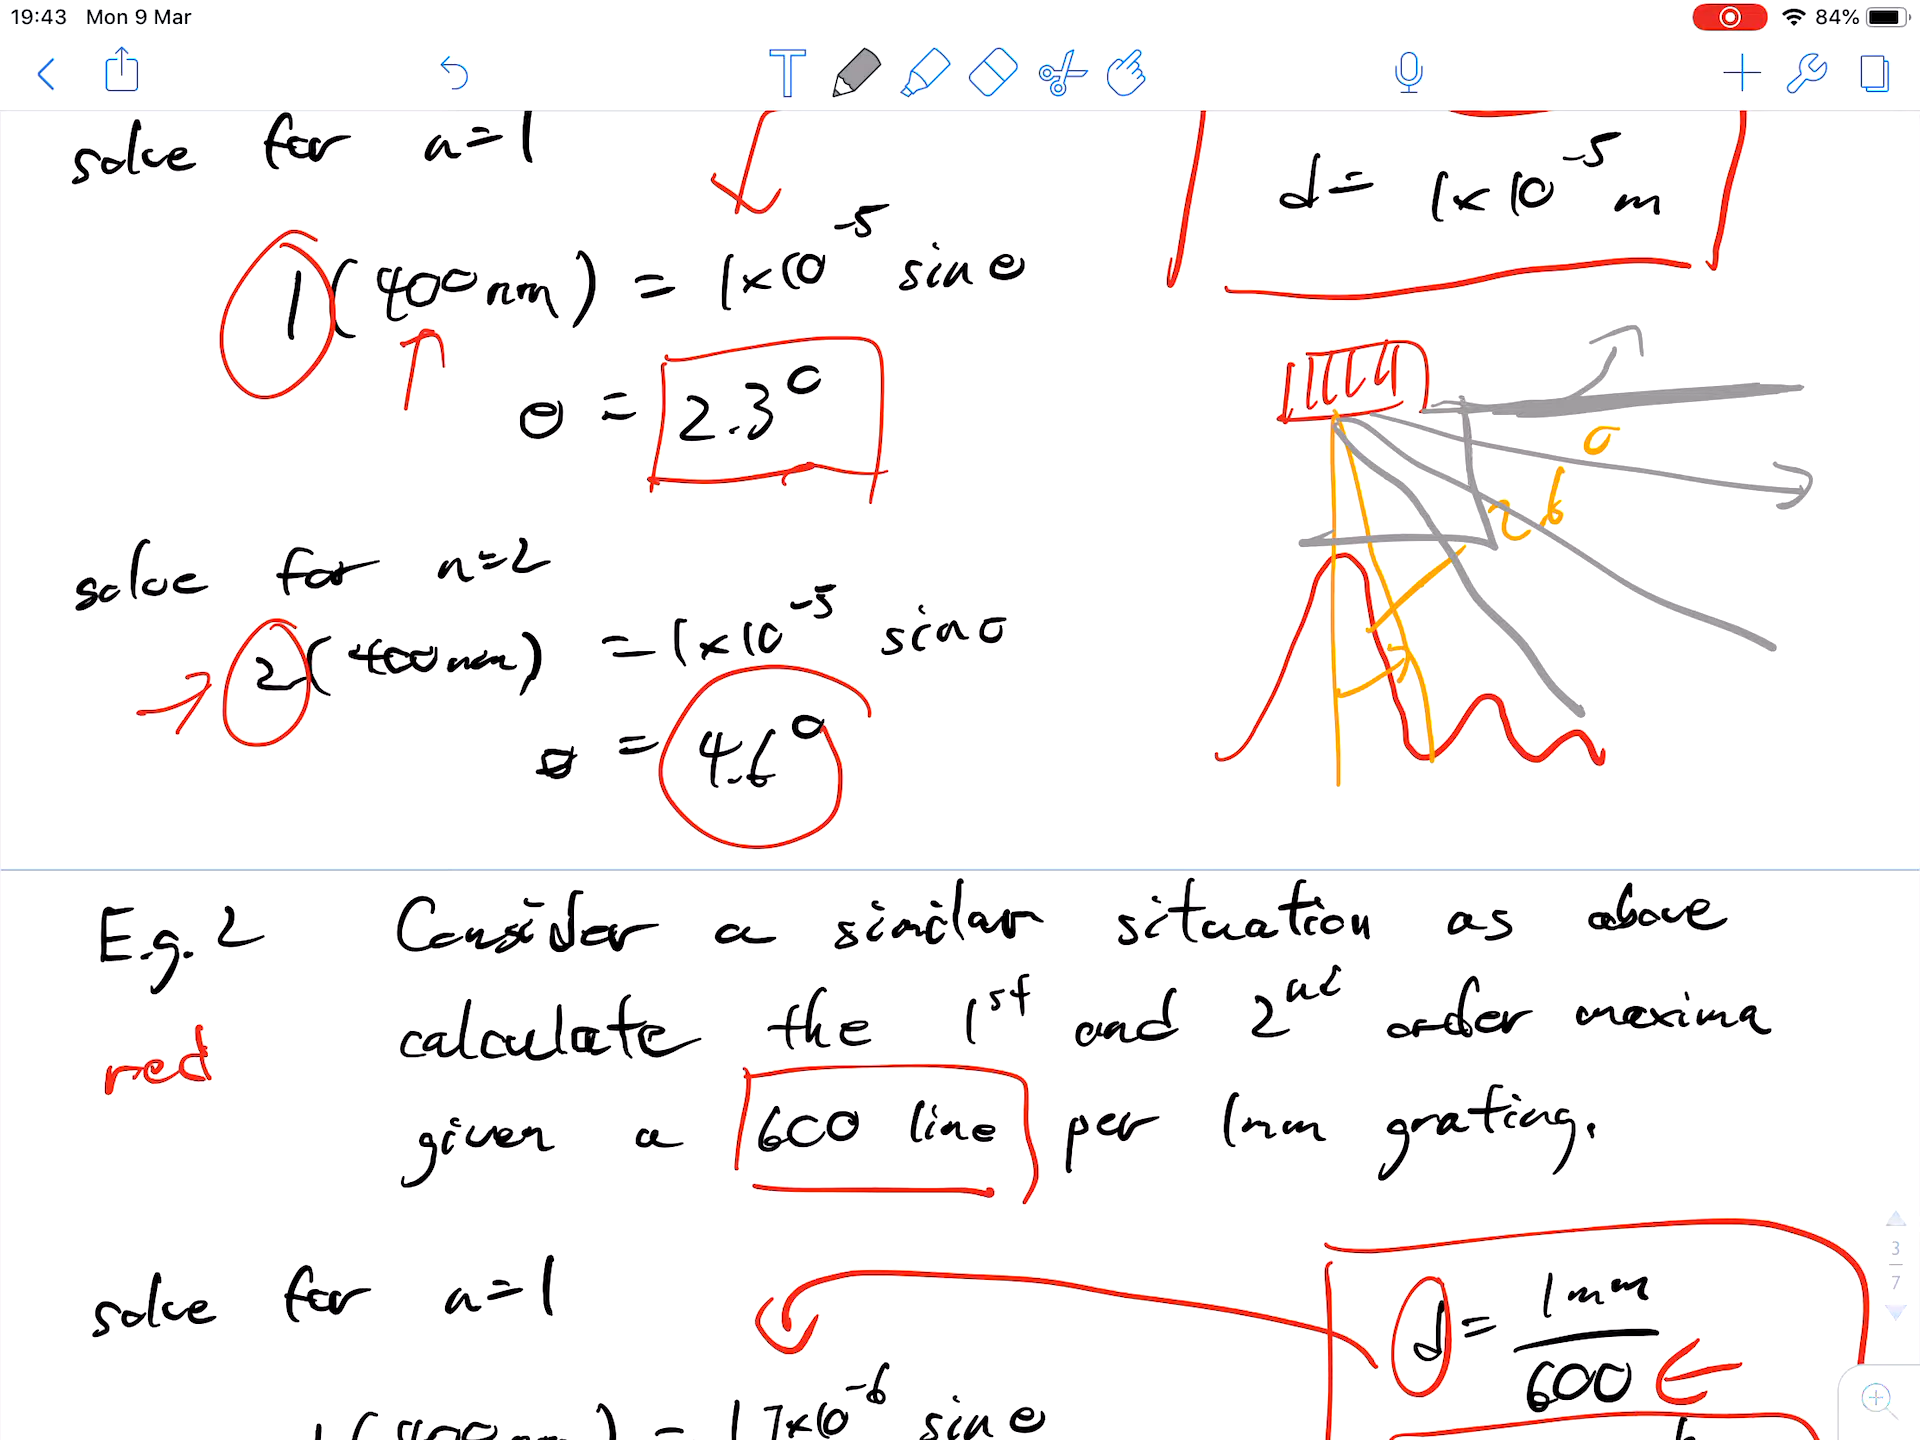 19:43 Mon 9 Mar 84%
T
solve for n=1
d= 1×10⁻⁵ m
1(400nm) = 1×10⁻⁵ sinθ
θ = 2.3°
σ
solve for n=2
2(400nm) =1×10⁻⁵ sinσ
θ = 4.6°
E.g. 2 Consider a similar situation as above
red calculate the 1st and 2nd order maxima
given a 600 line per 1mm grating.
3
7
solve for n=1
d= 1mm
600
1(400nm) = 1.7×10⁻⁶ sinθ